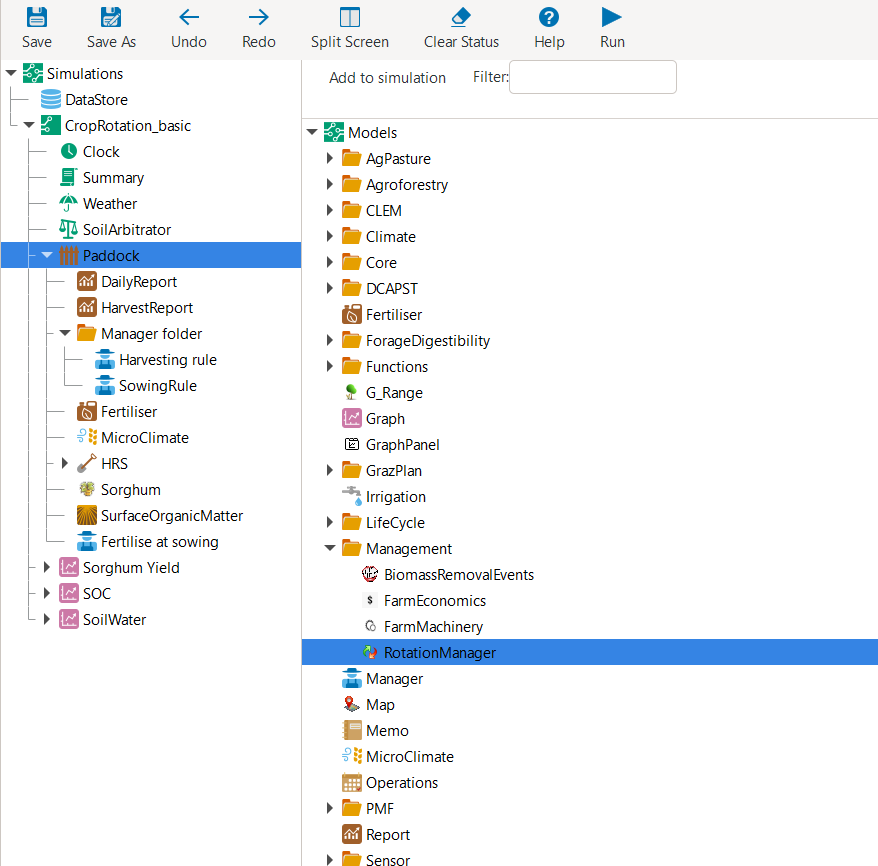 Save Save As Undo Redo Split Screen Clear Status Help Run
Simulations
DataStore
CropRotation_basic
Clock
Summary
Weather
SoilArbitrator
Paddock
DailyReport
HarvestReport
Manager folder
Harvesting rule
SowingRule
Fertiliser
MicroClimate
HRS
Sorghum
SurfaceOrganicMatter
Fertilise at sowing
Sorghum Yield
SOC
SoilWater
Add to simulation Filter:
Models
AgPasture
Agroforestry
CLEM
Climate
Core
DCAPST
Fertiliser
ForageDigestibility
Functions
G_Range
Graph
GraphPanel
GrazPlan
Irrigation
LifeCycle
Management
BiomassRemovalEvents
FarmEconomics
FarmMachinery
RotationManager
Manager
Map
Memo
MicroClimate
Operations
PMF
Report
Sensor